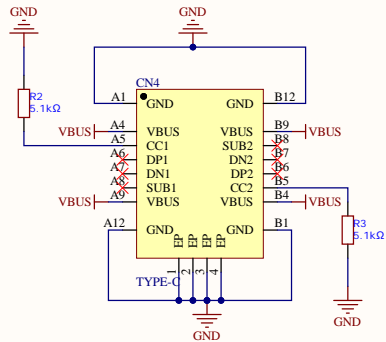 GND
GND
CN4
A1
GND
GND
B12
R2
5.1kΩ
VBUS
A4
VBUS
VBUS
B9
VBUS
A5
CC1
SUB2
B8
A6
DP1
DN2
B7
A7
DN1
DP2
B6
A8
SUB1
CC2
B5
VBUS
A9
VBUS
VBUS
B4
VBUS
A12
GND
GND
B1
R3
5.1kΩ
EP
EP
EP
EP
TYPE-C
1
2
3
4
GND
GND